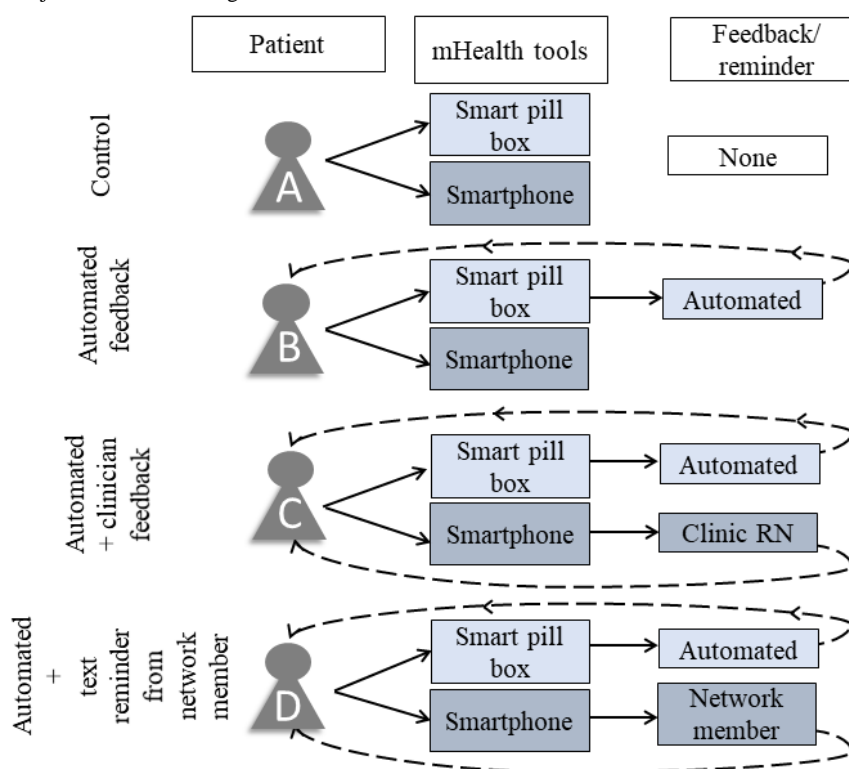 Patient
mHealth tools
Feedback/
reminder
Control
A
Smart pill
box
Smartphone
None
Automated
feedback
B
Smart pill
box
Smartphone
Automated
Automated
+ clinician
feedback
C
Smart pill
box
Smartphone
Automated
Clinic RN
Automated
+
text
reminder
from
network
member
D
Smart pill
box
Smartphone
Automated
Network
member